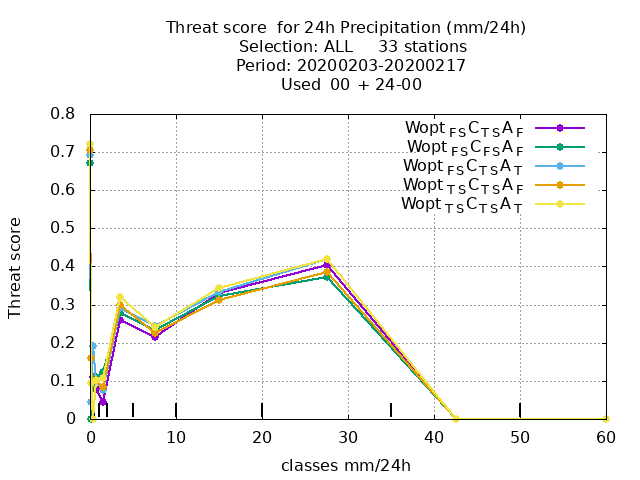 Threat score  for 24h Precipitation (mm/24h)
Selection: ALL     33 stations
Period: 20200203-20200217
Used  00 + 24-00
0.8
0.7
0.6
0.5
0.4
0.3
0.2
0.1
0
Threat score
Wopt FS C TS A F
Wopt FS C FS A F
Wopt FS C TS A T
Wopt TS C TS A F
Wopt TS C TS A T
0 10 20 30 40 50 60
classes mm/24h